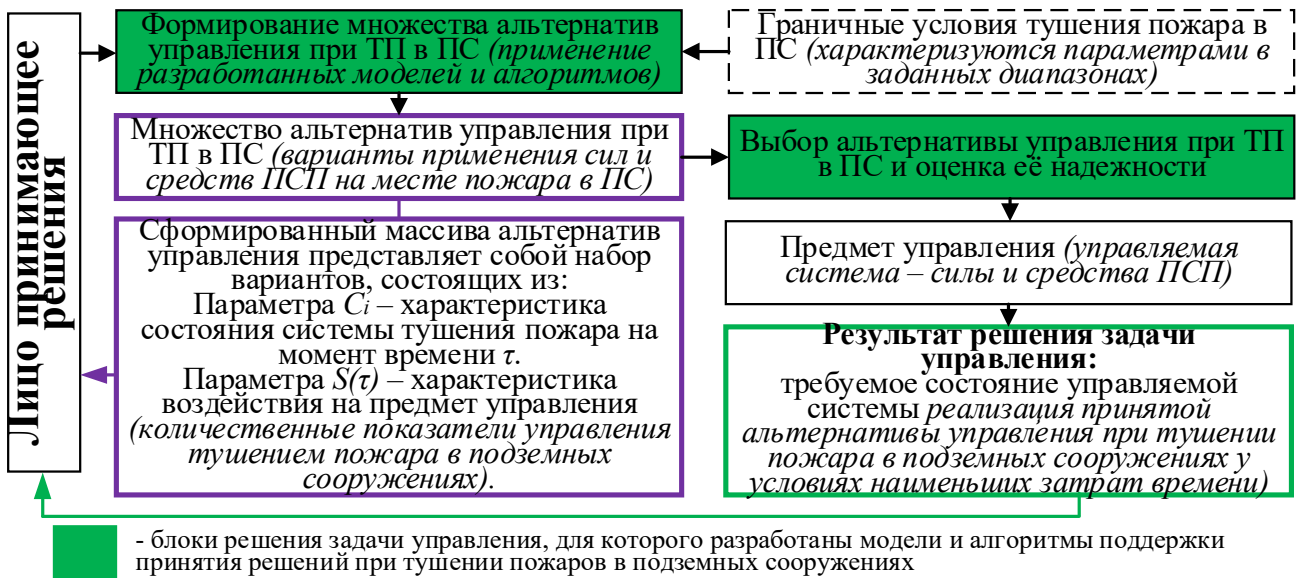 Лицо принимающее
решения
Формирование множества альтернатив
управления при ТП в ПС (применение
разработанных моделей и алгоритмов)
Граничные условия тушения пожара в
ПС (характеризуются параметрами в
заданных диапазонах)
Множество альтернатив управления при
ТП в ПС (варианты применения сил и
средств ПСП на месте пожара в ПС)
Выбор альтернативы управления при ТП
в ПС и оценка её надежности
Сформированный массива альтернатив
управления представляет собой набор
вариантов, состоящих из:
Параметра Ci – характеристика
состояния системы тушения пожара на
момент времени τ.
Параметра S(τ) – характеристика
воздействия на предмет управления
(количественные показатели управления
тушением пожара в подземных
сооружениях).
Предмет управления (управляемая
система – силы и средства ПСП)
Результат решения задачи
управления:
требуемое состояние управляемой
системы реализация принятой
альтернативы управления при тушении
пожара в подземных сооружениях у
условиях наименьших затрат времени)
- блоки решения задачи управления, для которого разработаны модели и алгоритмы поддержки
принятия решений при тушении пожаров в подземных сооружениях